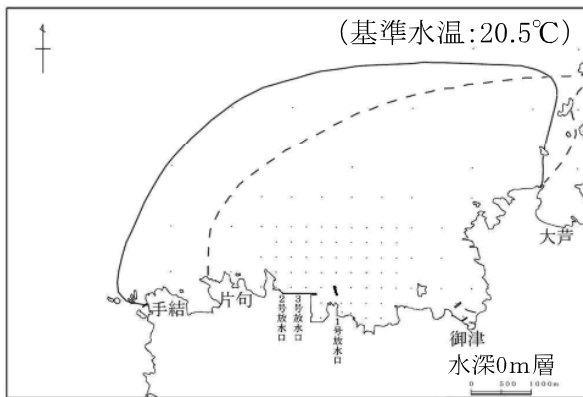 (基準水温:20.5℃)
大芦
手結
片句
2号放水口
3号放水口
1号放水口
御津
水深0m層
0 500 1000m